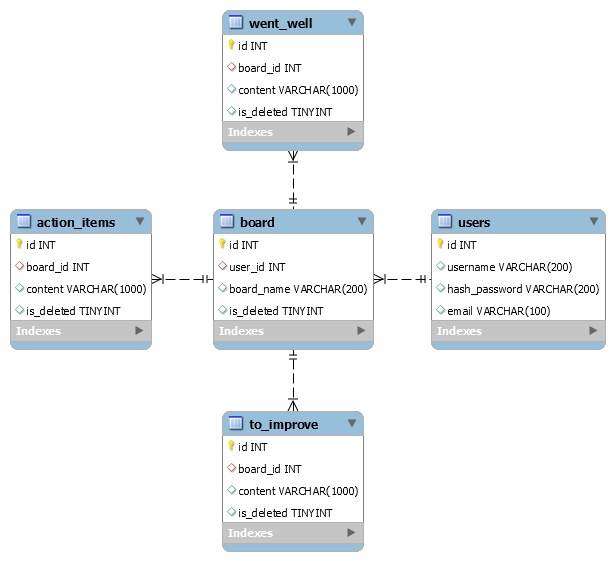 went_well
id INT
board_id INT
content VARCHAR(1000)
is_deleted TINYINT
Indexes
action_items
id INT
board_id INT
content VARCHAR(1000)
is_deleted TINYINT
Indexes
board
id INT
user_id INT
board_name VARCHAR(200)
is_deleted TINYINT
Indexes
users
id INT
username VARCHAR(200)
hash_password VARCHAR(200)
email VARCHAR(100)
Indexes
to_improve
id INT
board_id INT
content VARCHAR(1000)
is_deleted TINYINT
Indexes